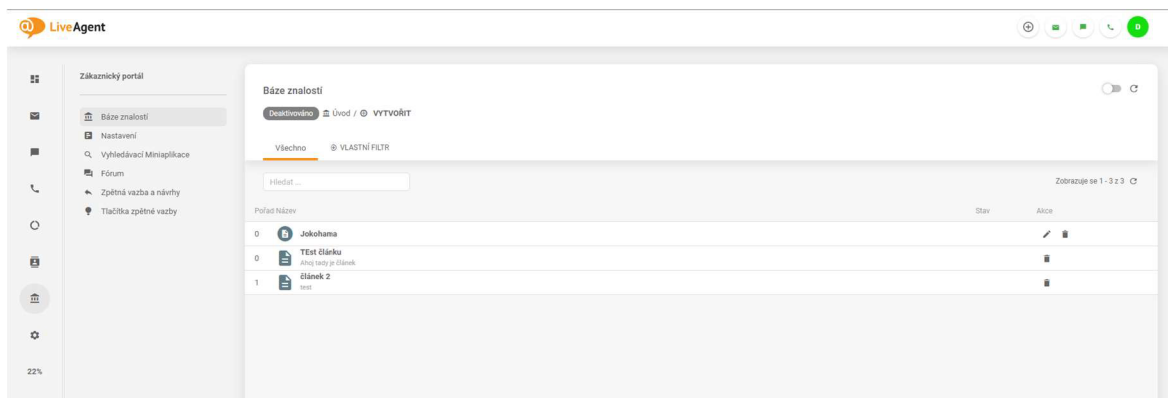 LiveAgent
D
Zákaznický portál
Báze znalostí
Nastavení
Vyhledávací Miniaplikace
Fórum
Zpětná vazba a návrhy
Tlačítka zpětné vazby
22%
Báze znalostí
Deaktivováno Úvod / VYTVOŘIT
Všechno VLASTNÍ FILTR
Hledat ...
Zobrazuje se 1 - 3 z 3
Pořad Název Stav Akce
0 Jokohama
0 TEst článku
Ahoj tady je článek
1 článek 2
test